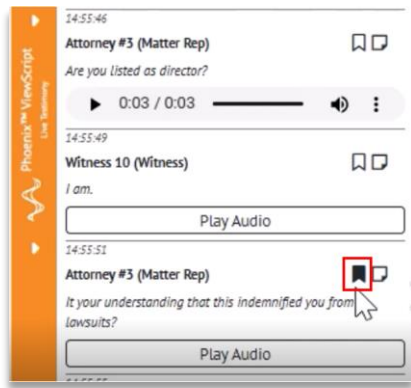 Phoenix™ ViewScript
Live Testimony
14:55:46
Attorney #3 (Matter Rep)
Are you listed as director?
0:03 / 0:03
14:55:49
Witness 10 (Witness)
I am.
Play Audio
14:55:51
Attorney #3 (Matter Rep)
It your understanding that this indemnified you from
lawsuits?
Play Audio